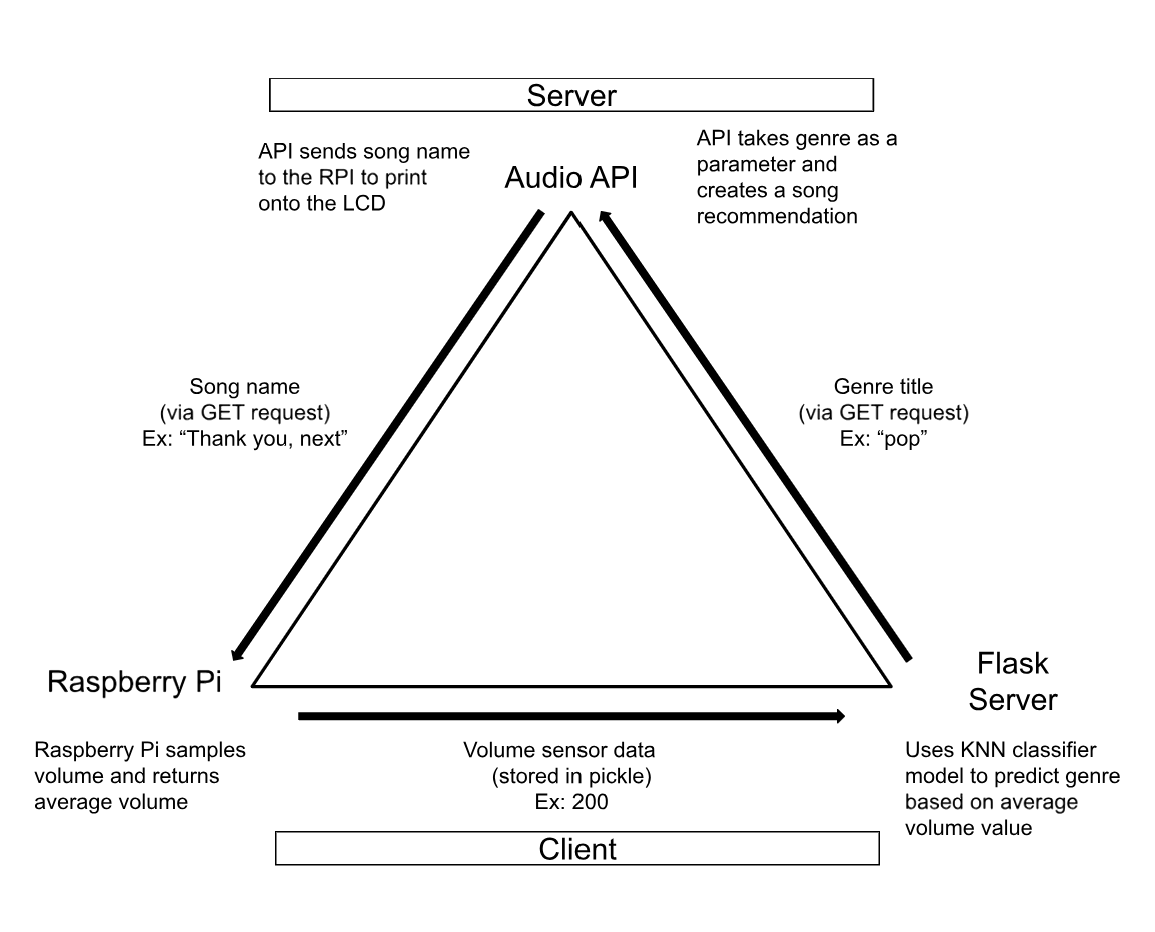 Server
API sends song name
to the RPI to print
onto the LCD
Audio API
API takes genre as a
parameter and
creates a song
recommendation
Song name
(via GET request)
Ex: “Thank you, next”
Genre title
(via GET request)
Ex: “pop”
Raspberry Pi
Flask
Server
Raspberry Pi samples
volume and returns
average volume
Volume sensor data
(stored in pickle)
Ex: 200
Uses KNN classifier
model to predict genre
based on average
volume value
Client